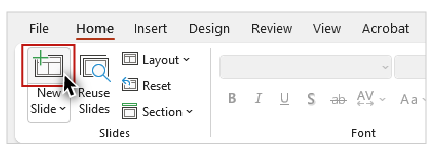 File Home Insert Design Review View Acrobat
New Slide
Reuse Slides
Layout
Reset
Section
Slides
B I U S ab AV Aa
Font